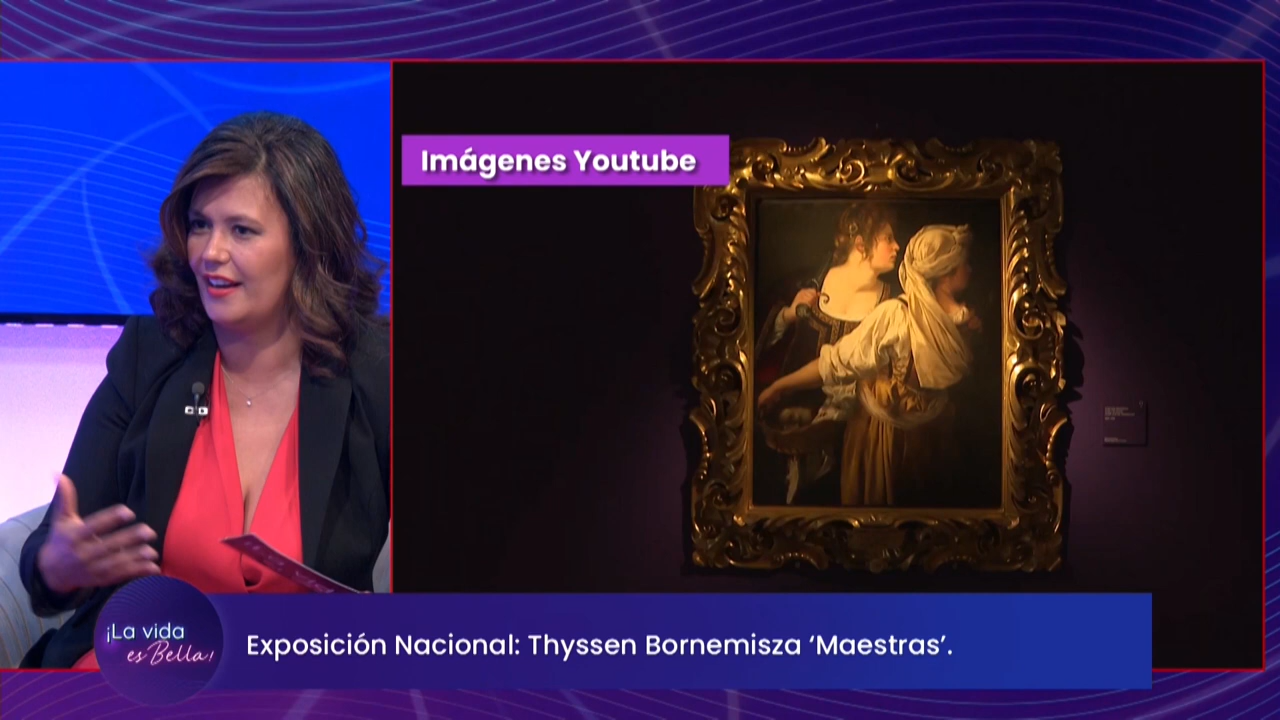 Imágenes Youtube
¡La vida
es Bella!
Exposición Nacional: Thyssen Bornemisza ‘Maestras’.